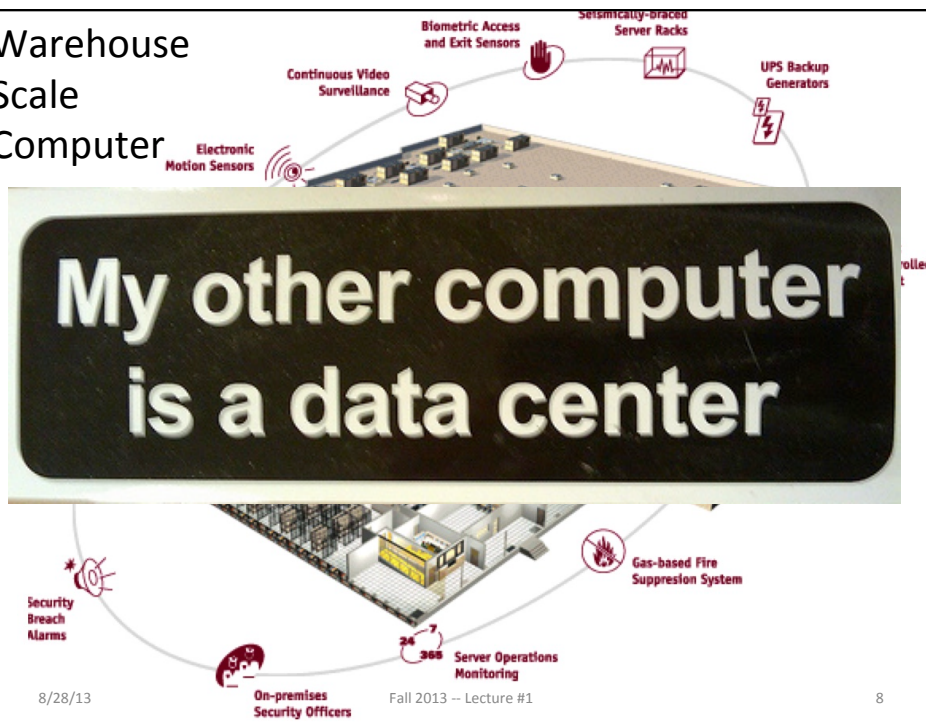 Warehouse
Scale
Computer
Biometric Access
and Exit Sensors
Seismically-braced
Server Racks
Continuous Video
Surveillance
UPS Backup
Generators
Electronic
Motion Sensors
My other computer
is a data center
Gas-based Fire
Suppresion System
Security
Breach
Alarms
24 7
365
Server Operations
Monitoring
On-premises
Security Officers
8/28/13
Fall 2013 -- Lecture #1
8